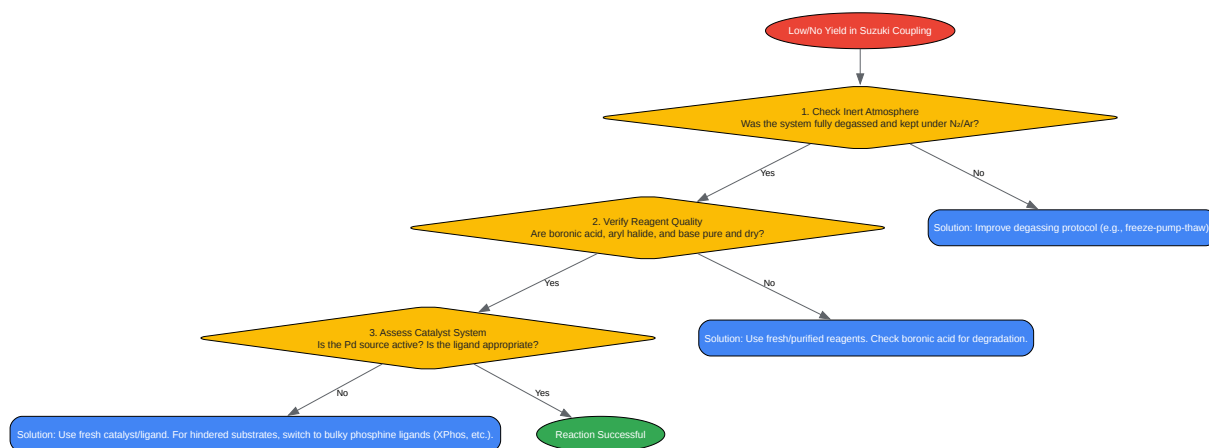 Low/No Yield in Suzuki Coupling
1. Check Inert Atmosphere
Was the system fully degassed and kept under N₂/Ar?
Yes
No
2. Verify Reagent Quality
Are boronic acid, aryl halide, and base pure and dry?
Solution: Improve degassing protocol (e.g., freeze-pump-thaw)
Yes
No
3. Assess Catalyst System
Is the Pd source active? Is the ligand appropriate?
Solution: Use fresh/purified reagents. Check boronic acid for degradation.
No
Yes
Solution: Use fresh catalyst/ligand. For hindered substrates, switch to bulky phosphine ligands (XPhos, etc.).
Reaction Successful